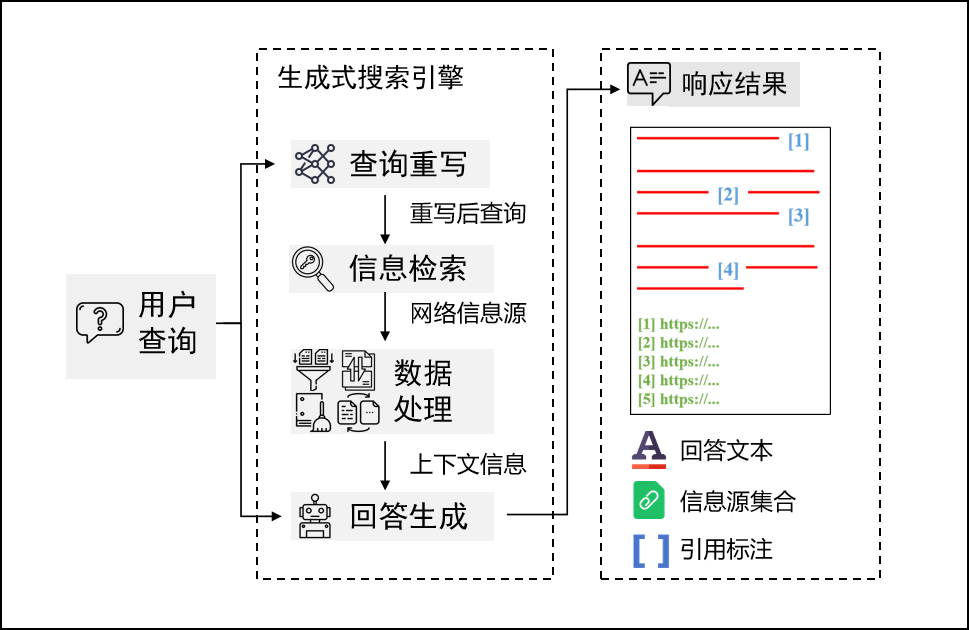 用户
查询
?
生成式搜索引擎
查询重写
重写后查询
信息检索
网络信息源
数据
处理
上下文信息
回答生成
A
响应结果
[1]
[2]
[3]
[4]
[1] https://...
[2] https://...
[3] https://...
[4] https://...
[5] https://...
A 回答文本
信息源集合
[ ] 引用标注